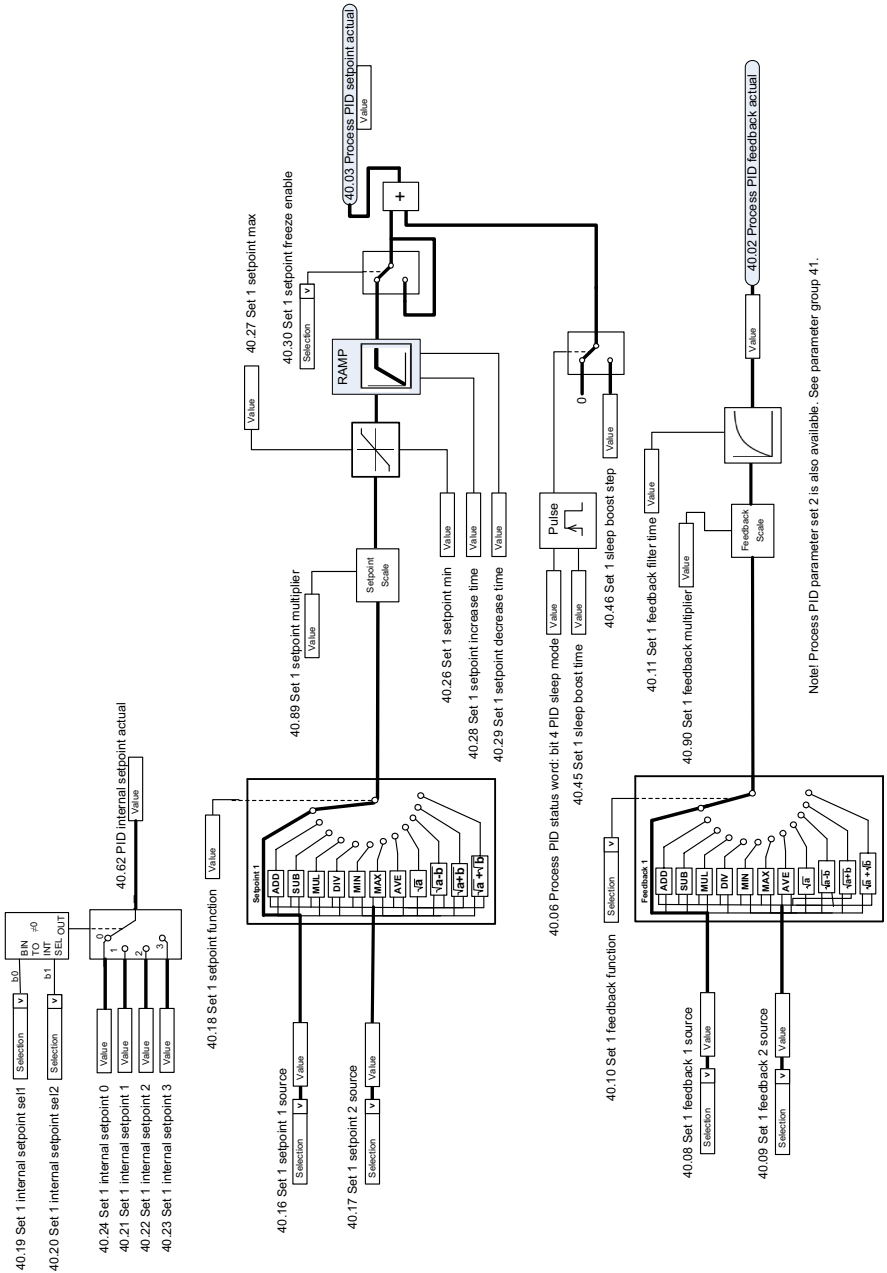 40.19 Set 1 internal setpoint sel1
Selection v
b0
40.20 Set 1 internal setpoint sel2
Selection v
b1
BIN
TO
INT
SEL
≠0
OUT
40.24 Set 1 internal setpoint 0
Value
0
40.21 Set 1 internal setpoint 1
Value
1
40.22 Set 1 internal setpoint 2
Value
2
40.23 Set 1 internal setpoint 3
Value
3
40.62 PID internal setpoint actual
Value
40.18 Set 1 setpoint function
Value
40.16 Set 1 setpoint 1 source
Selection v
Value
40.17 Set 1 setpoint 2 source
Selection v
Value
Setpoint 1
ADD
SUB
MUL
DIV
MIN
MAX
AVE
√a
√a-b
√a+b
√a+√b
40.89 Set 1 setpoint multiplier
Value
Setpoint
Scale
40.27 Set 1 setpoint max
Value
40.26 Set 1 setpoint min
Value
40.28 Set 1 setpoint increase time
Value
40.29 Set 1 setpoint decrease time
Value
RAMP
40.30 Set 1 setpoint freeze enable
Selection v
+
40.03 Process PID setpoint actual
Value
40.06 Process PID status word: bit 4 PID sleep mode
Value
40.45 Set 1 sleep boost time
Value
Pulse
0
40.46 Set 1 sleep boost step
Value
40.10 Set 1 feedback function
Selection v
40.08 Set 1 feedback 1 source
Selection v
Value
40.09 Set 1 feedback 2 source
Selection v
Value
Feedback 1
ADD
SUB
MUL
DIV
MIN
MAX
AVE
√a
√a-b
√a+b
√a+√b
40.90 Set 1 feedback multiplier
Value
Feedback
Scale
40.11 Set 1 feedback filter time
Value
Value
40.02 Process PID feedback actual
Note! Process PID parameter set 2 is also available. See parameter group 41.